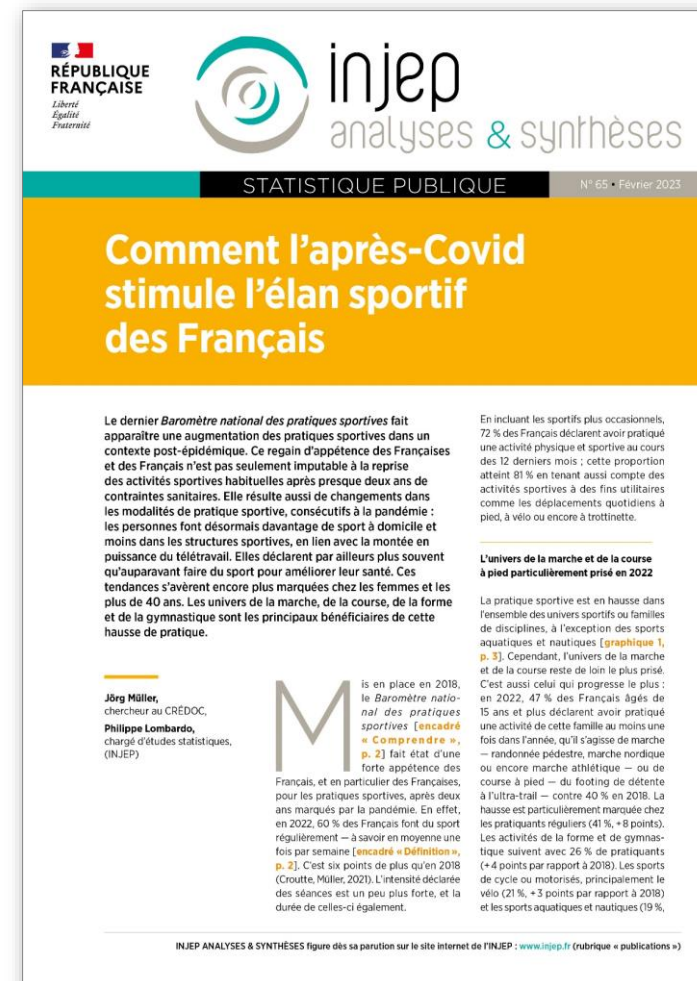 RÉPUBLIQUE
FRANÇAISE
Liberté
Égalité
Fraternité
injep
analyses & synthèses
STATISTIQUE PUBLIQUE
N° 65 • Février 2023
Comment l'après-Covid
stimule l'élan sportif
des Français
Le dernier Baromètre national des pratiques sportives fait
apparaître une augmentation des pratiques sportives dans un
contexte post-épidémique. Ce regain d'appétence des Françaises
et des Français n'est pas seulement imputable à la reprise
des activités sportives habituelles après presque deux ans de
contraintes sanitaires. Elle résulte aussi de changements dans
les modalités de pratique sportive, consécutifs à la pandémie :
les personnes font désormais davantage de sport à domicile et
moins dans les structures sportives, en lien avec la montée en
puissance du télétravail. Elles déclarent par ailleurs plus souvent
qu'auparavant faire du sport pour améliorer leur santé. Ces
tendances s'avèrent encore plus marquées chez les femmes et les
plus de 40 ans. Les univers de la marche, de la course, de la forme
et de la gymnastique sont les principaux bénéficiaires de cette
hausse de pratique.
Jörg Müller,
chercheur au CRÉDOC,
Philippe Lombardo,
chargé d'études statistiques,
(INJEP)
Mis en place en 2018,
le Baromètre natio-
nal des pratiques
sportives [encadré
« Comprendre »,
p. 2] fait état d'une
forte appétence des
Français, et en particulier des Françaises,
pour les pratiques sportives, après deux
ans marqués par la pandémie. En effet,
en 2022, 60 % des Français font du sport
régulièrement — à savoir en moyenne une
fois par semaine [encadré « Définition »,
p. 2]. C'est six points de plus qu'en 2018
(Croutte, Müller, 2021). L'intensité déclarée
des séances est un peu plus forte, et la
durée de celles-ci également.
En incluant les sportifs plus occasionnels,
72 % des Français déclarent avoir pratiqué
une activité physique et sportive au cours
des 12 derniers mois ; cette proportion
atteint 81 % en tenant aussi compte des
activités sportives à des fins utilitaires
comme les déplacements quotidiens à
pied, à vélo ou encore à trottinette.
L'univers de la marche et de la course
à pied particulièrement prisé en 2022
La pratique sportive est en hausse dans
l'ensemble des univers sportifs ou familles
de disciplines, à l'exception des sports
aquatiques et nautiques [graphique 1,
p. 3]. Cependant, l'univers de la marche
et de la course reste de loin le plus prisé.
C'est aussi celui qui progresse le plus :
en 2022, 47 % des Français âgés de
15 ans et plus déclarent avoir pratiqué
une activité de cette famille au moins une
fois dans l'année, qu'il s'agisse de marche
— randonnée pédestre, marche nordique
ou encore marche athlétique — ou de
course à pied — du footing de détente
à l'ultra-trail — contre 40 % en 2018. La
hausse est particulièrement marquée chez
les pratiquants réguliers (41 %, +8 points).
Les activités de la forme et de gymnas-
tique suivent avec 26 % de pratiquants
(+4 points par rapport à 2018). Les sports
de cycle ou motorisés, principalement le
vélo (21 %, +3 points par rapport à 2018)
et les sports aquatiques et nautiques (19 %,
INJEP ANALYSES & SYNTHÈSES figure dès sa parution sur le site internet de l'INJEP : www.injep.fr (rubrique « publications »)